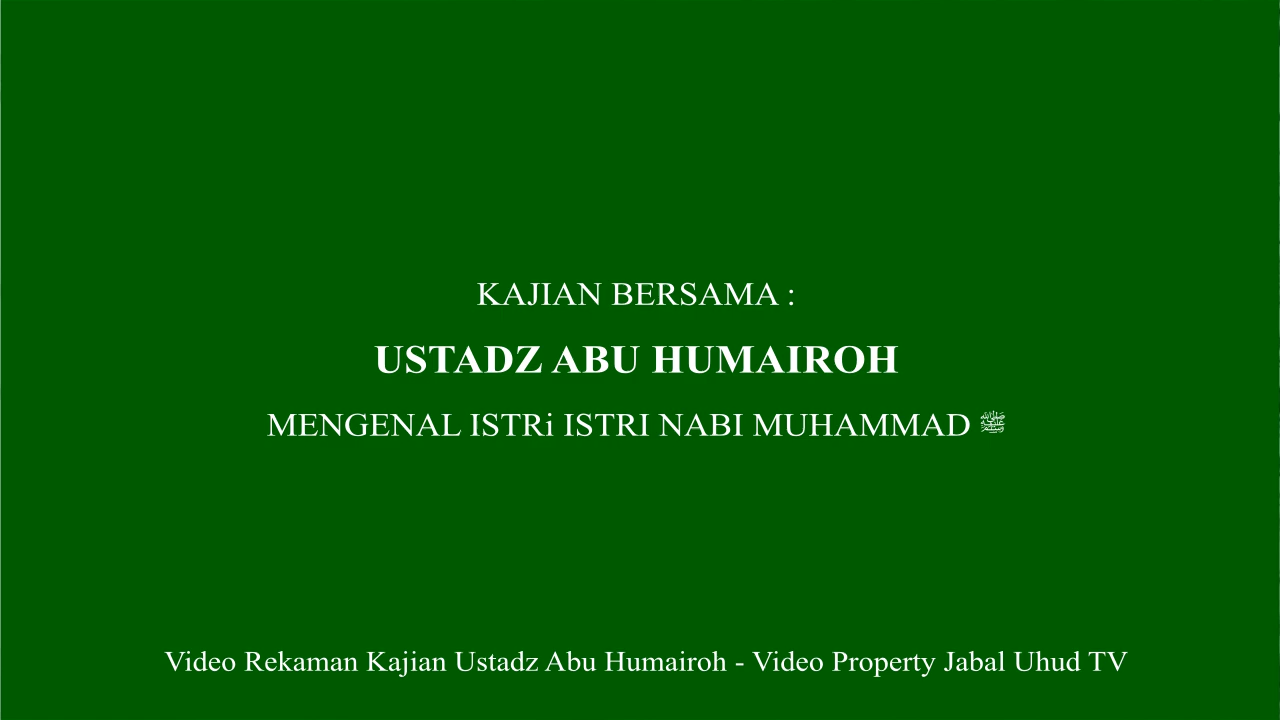 KAJIAN BERSAMA :
USTADZ ABU HUMAIROH
MENGENAL ISTRi ISTRI NABI MUHAMMAD ﷺ
Video Rekaman Kajian Ustadz Abu Humairoh - Video Property Jabal Uhud TV